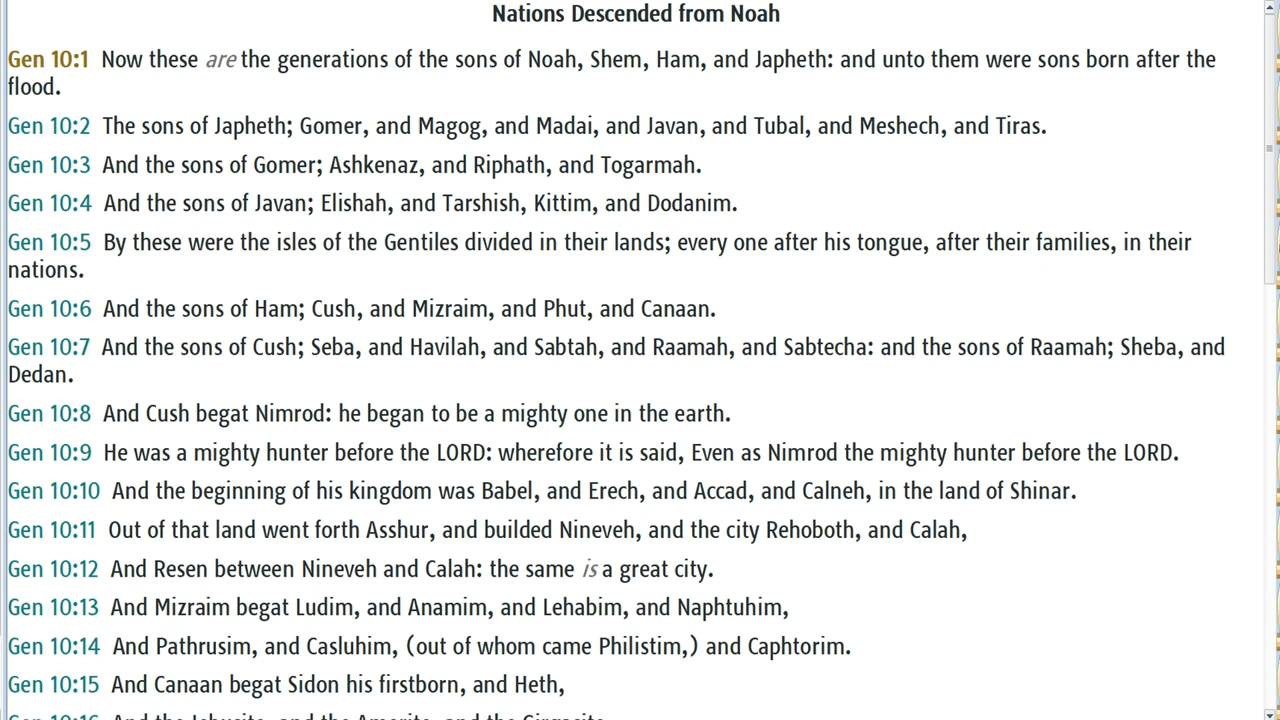 Nations Descended from Noah
Gen 10:1 Now these are the generations of the sons of Noah, Shem, Ham, and Japheth: and unto them were sons born after the
flood.
Gen 10:2 The sons of Japheth; Gomer, and Magog, and Madai, and Javan, and Tubal, and Meshech, and Tiras.
Gen 10:3 And the sons of Gomer; Ashkenaz, and Riphath, and Togarmah.
Gen 10:4 And the sons of Javan; Elishah, and Tarshish, Kittim, and Dodanim.
Gen 10:5 By these were the isles of the Gentiles divided in their lands; every one after his tongue, after their families, in their
nations.
Gen 10:6 And the sons of Ham; Cush, and Mizraim, and Phut, and Canaan.
Gen 10:7 And the sons of Cush; Seba, and Havilah, and Sabtah, and Raamah, and Sabtecha: and the sons of Raamah; Sheba, and
Dedan.
Gen 10:8 And Cush begat Nimrod: he began to be a mighty one in the earth.
Gen 10:9 He was a mighty hunter before the LORD: wherefore it is said, Even as Nimrod the mighty hunter before the LORD.
Gen 10:10 And the beginning of his kingdom was Babel, and Erech, and Accad, and Calneh, in the land of Shinar.
Gen 10:11 Out of that land went forth Asshur, and builded Nineveh, and the city Rehoboth, and Calah,
Gen 10:12 And Resen between Nineveh and Calah: the same is a great city.
Gen 10:13 And Mizraim begat Ludim, and Anamim, and Lehabim, and Naphtuhim,
Gen 10:14 And Pathrusim, and Casluhim, (out of whom came Philistim,) and Caphtorim.
Gen 10:15 And Canaan begat Sidon his firstborn, and Heth,
Gen 10:16 And the Jebusite, and the Amorite, and the Girgasite,